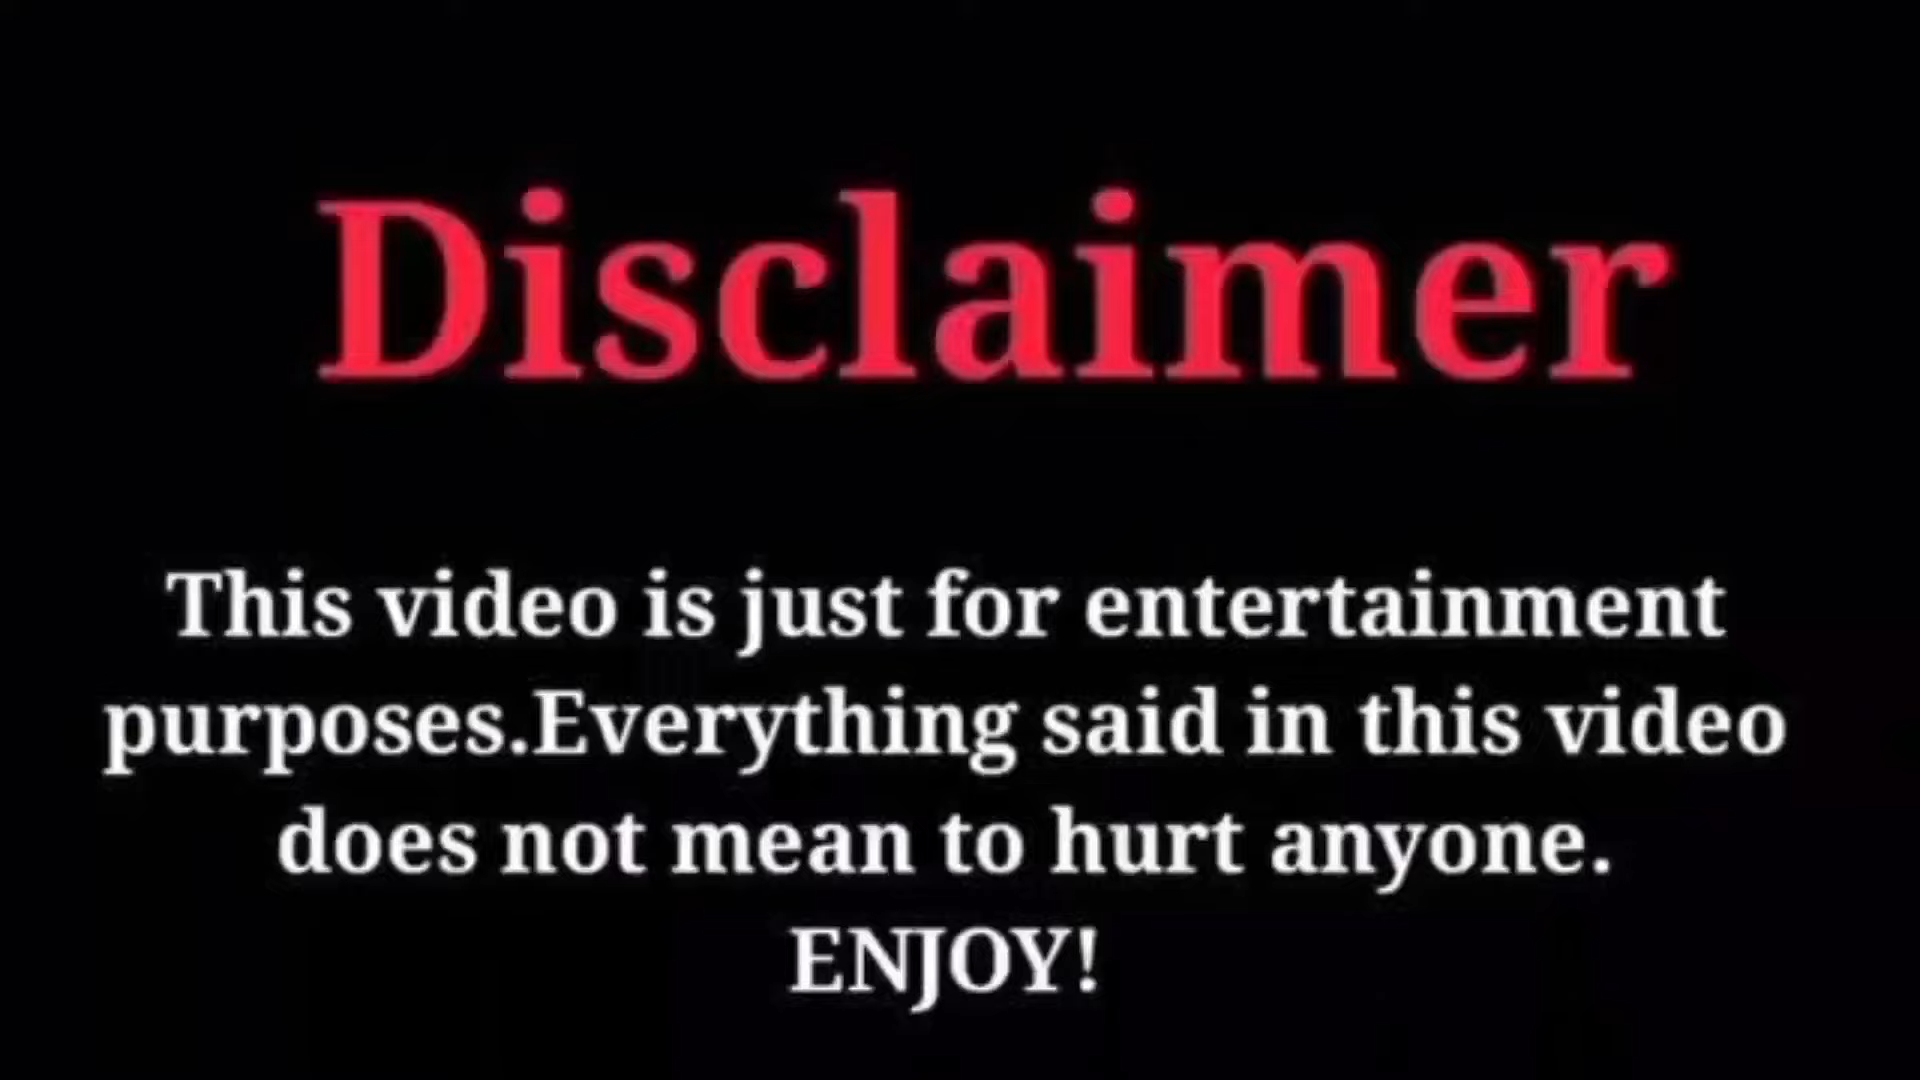 Disclaimer
This video is just for entertainment
purposes.Everything said in this video
does not mean to hurt anyone.
ENJOY!